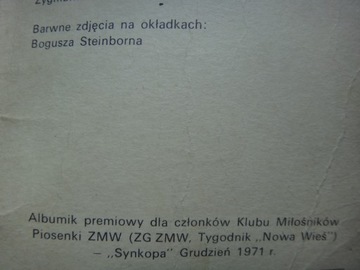 Barwne zdjęcia na okładkach:
Bogusza Steinborna
Albumik premiowy dla członków Klubu Miłośników
Piosenki ZMW (ZG ZMW, Tygodnik „Nowa Wieś")
– „Synkopa" Grudzień 1971 r.